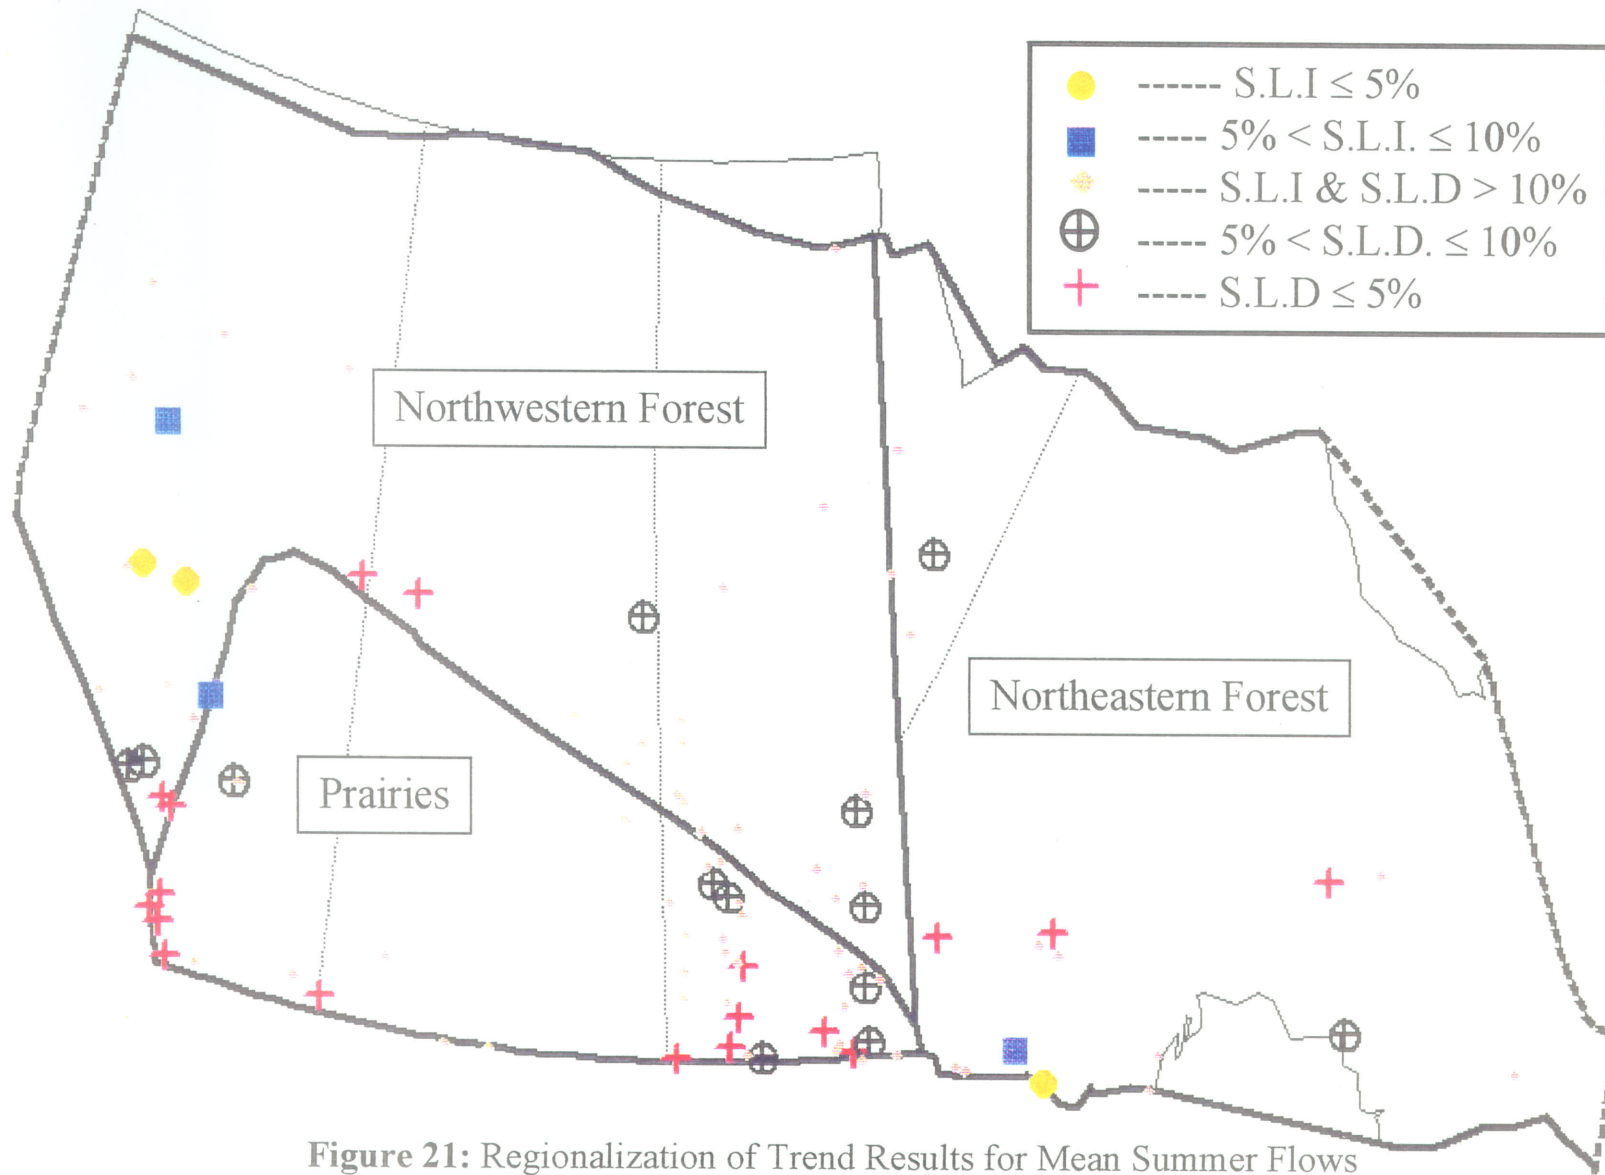 ------ S.L.I ≤ 5%
----- 5% < S.L.I. ≤ 10%
----- S.L.I & S.L.D > 10%
----- 5% < S.L.D. ≤ 10%
----- S.L.D ≤ 5%
Northwestern Forest
Northeastern Forest
Prairies
Figure 21: Regionalization of Trend Results for Mean Summer Flows